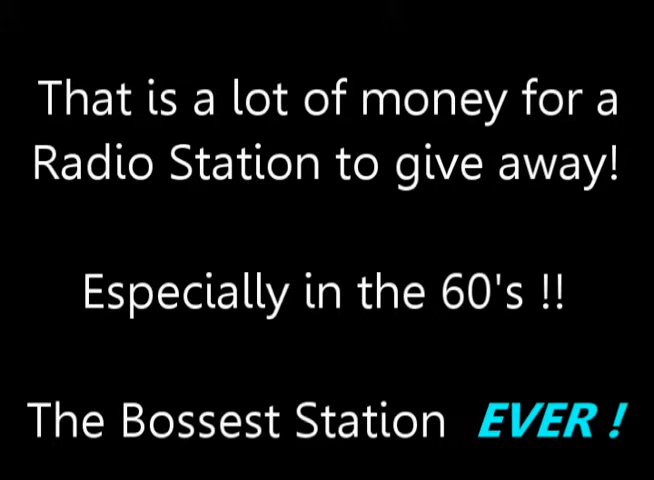 That is a lot of money for a
Radio Station to give away!
Especially in the 60's !!
The Bossest Station EVER !